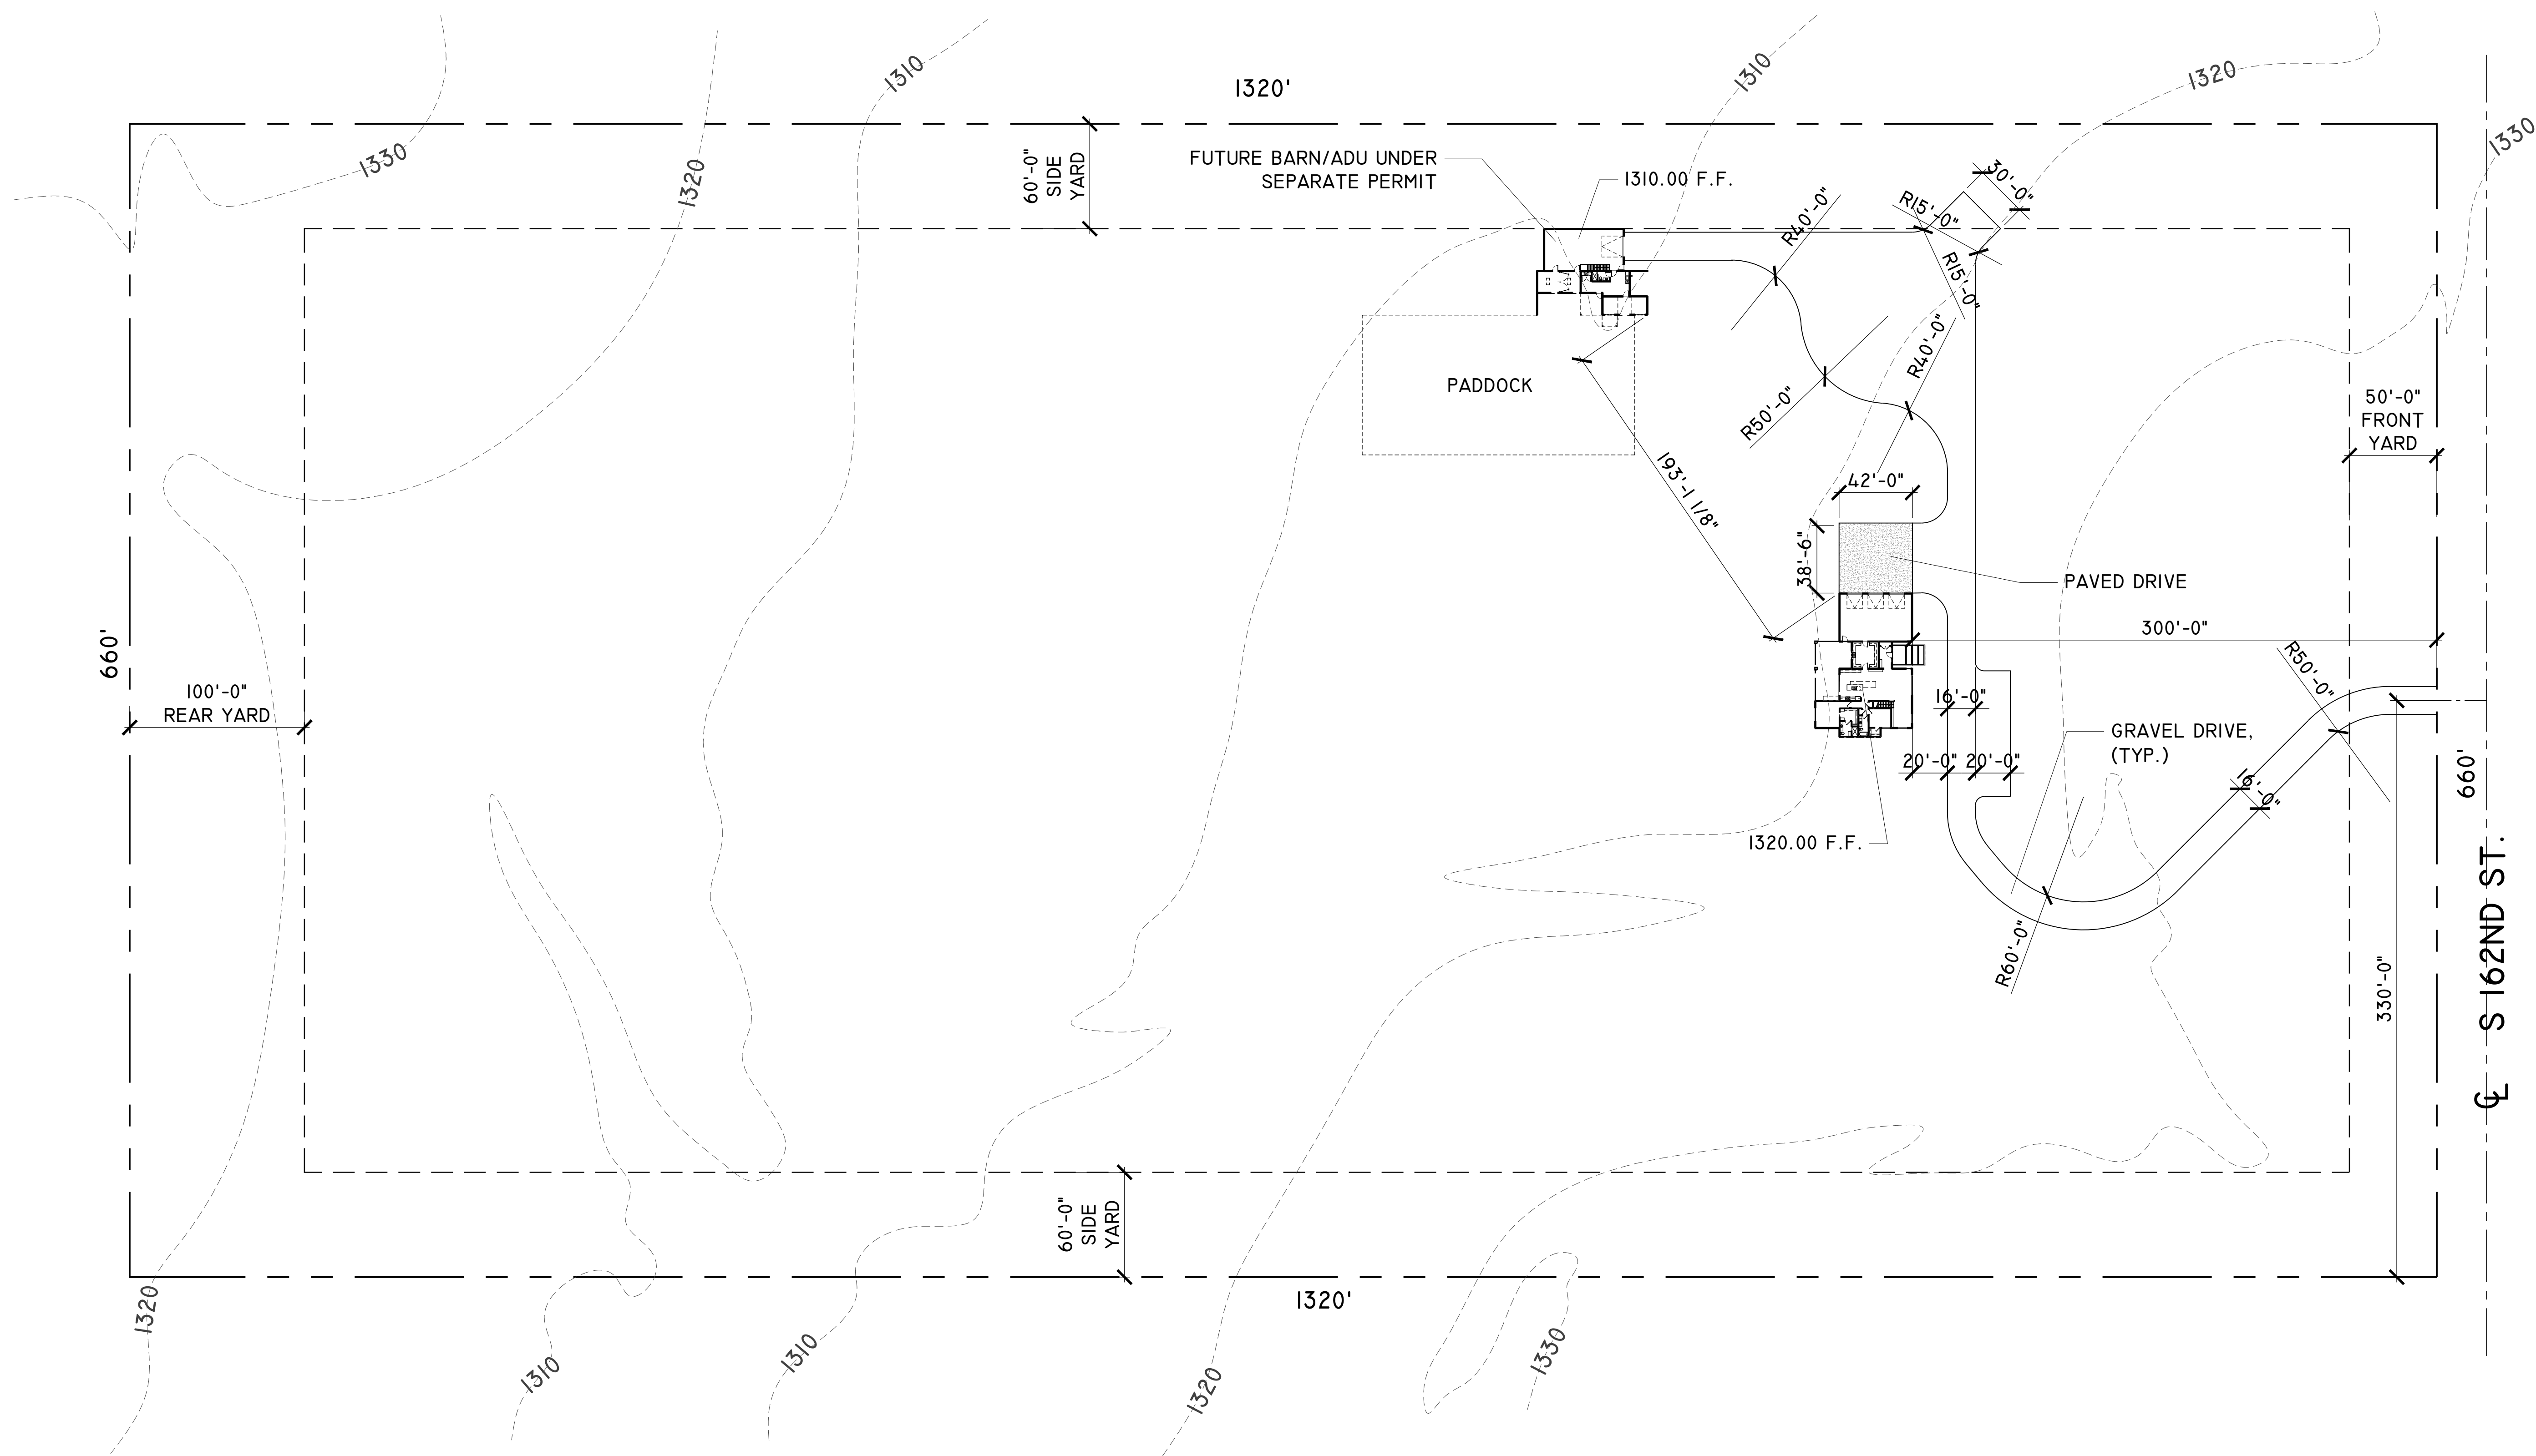 1310
1310
1320
1320'
1330
1330
1320
60'-0"
SIDE
YARD
FUTURE BARN/ADU UNDER
SEPARATE PERMIT
1310.00 F.F.
R40'-0"
R15'-0"
30'-0"
R15'-0"
R40'-0"
R50'-0"
PADDOCK
50'-0"
FRONT
YARD
193'-1 1/8"
42'-0"
38'-6"
PAVED DRIVE
300'-0"
660'
100'-0"
REAR YARD
16'-0"
R50'-0"
GRAVEL DRIVE,
(TYP.)
20'-0"
20'-0"
16'-0"
660'
1320.00 F.F.
R60'-0"
330'-0"
CL S 162ND ST.
60'-0"
SIDE
YARD
1320'
1320
1310
1310
1320
1330